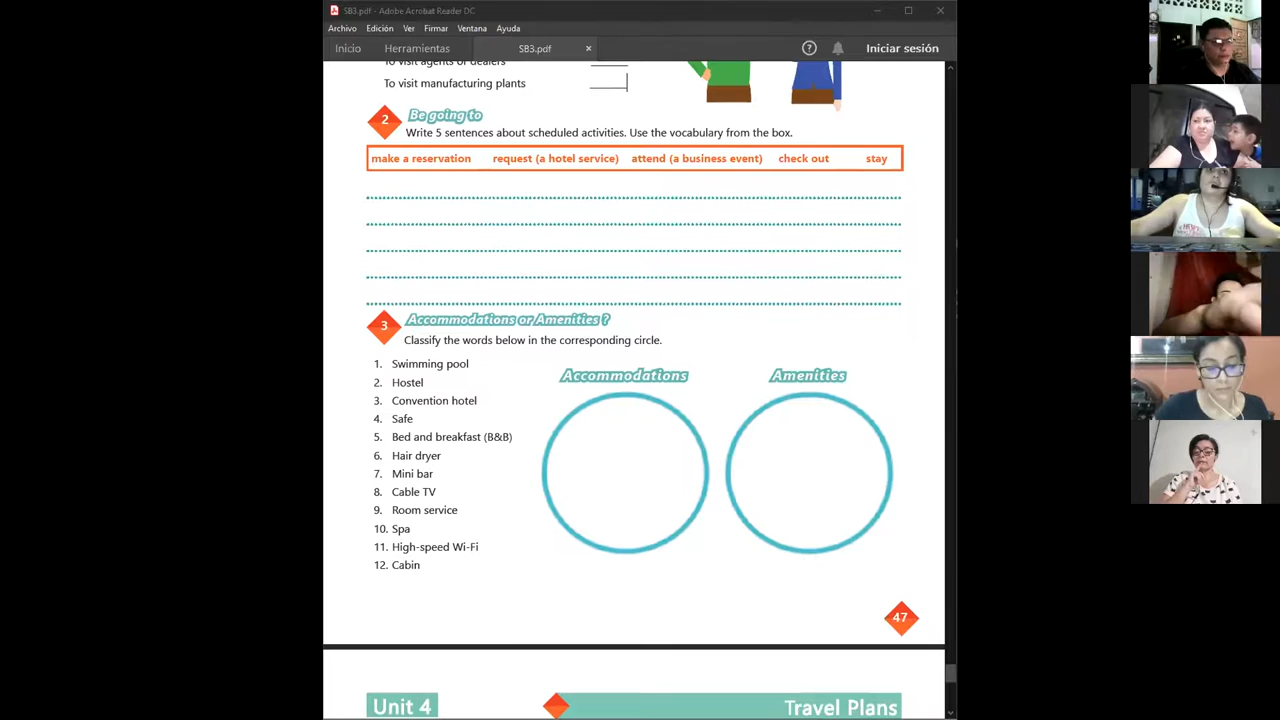 SB3.pdf - Adobe Acrobat Reader DC
Archivo Edición Ver Firmar Ventana Ayuda
Inicio Herramientas SB3.pdf × ? Iniciar sesión
To visit agents or dealers
To visit manufacturing plants
2 Be going to
Write 5 sentences about scheduled activities. Use the vocabulary from the box.
make a reservation request (a hotel service) attend (a business event) check out stay
3 Accommodations or Amenities ?
Classify the words below in the corresponding circle.
Accommodations Amenities
1. Swimming pool
2. Hostel
3. Convention hotel
4. Safe
5. Bed and breakfast (B&B)
6. Hair dryer
7. Mini bar
8. Cable TV
9. Room service
10. Spa
11. High-speed Wi-Fi
12. Cabin
47
Unit 4 Travel Plans